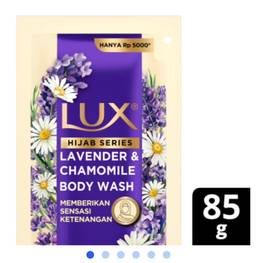 HANYA Rp 5000*
LUX
HIJAB SERIES
LAVENDER &
CHAMOMILE
BODY WASH
MEMBERIKAN
SENSASI
KETENANGAN
85
g